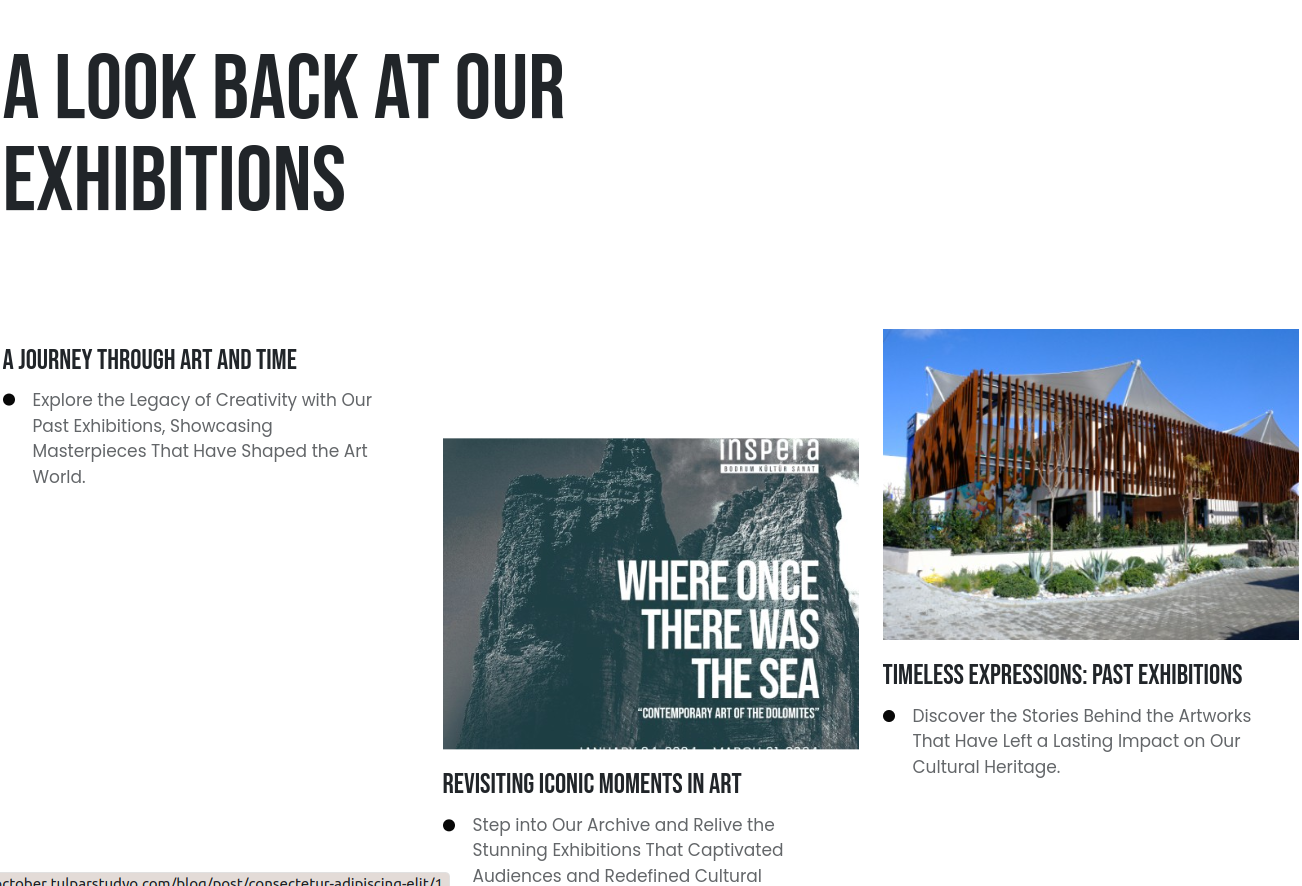 A LOOK BACK AT OUR
EXHIBITIONS
A JOURNEY THROUGH ART AND TIME
Explore the Legacy of Creativity with Our
Past Exhibitions, Showcasing
Masterpieces That Have Shaped the Art
World.
inspera
BODRUM KÜLTÜR SANAT
WHERE ONCE
THERE WAS
THE SEA
“CONTEMPORARY ART OF THE DOLOMITES”
REVISITING ICONIC MOMENTS IN ART
Step into Our Archive and Relive the
Stunning Exhibitions That Captivated
Audiences and Redefined Cultural
TIMELESS EXPRESSIONS: PAST EXHIBITIONS
Discover the Stories Behind the Artworks
That Have Left a Lasting Impact on Our
Cultural Heritage.
october.tulparstudyo.com/blog/post/consectetur-adipiscing-elit/1